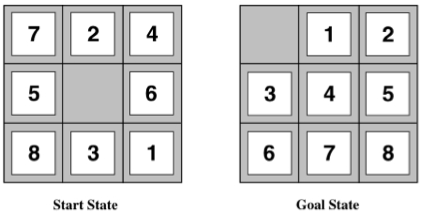 7 2 4
1 2
5 6
3 4 5
8 3 1
6 7 8
Start State
Goal State